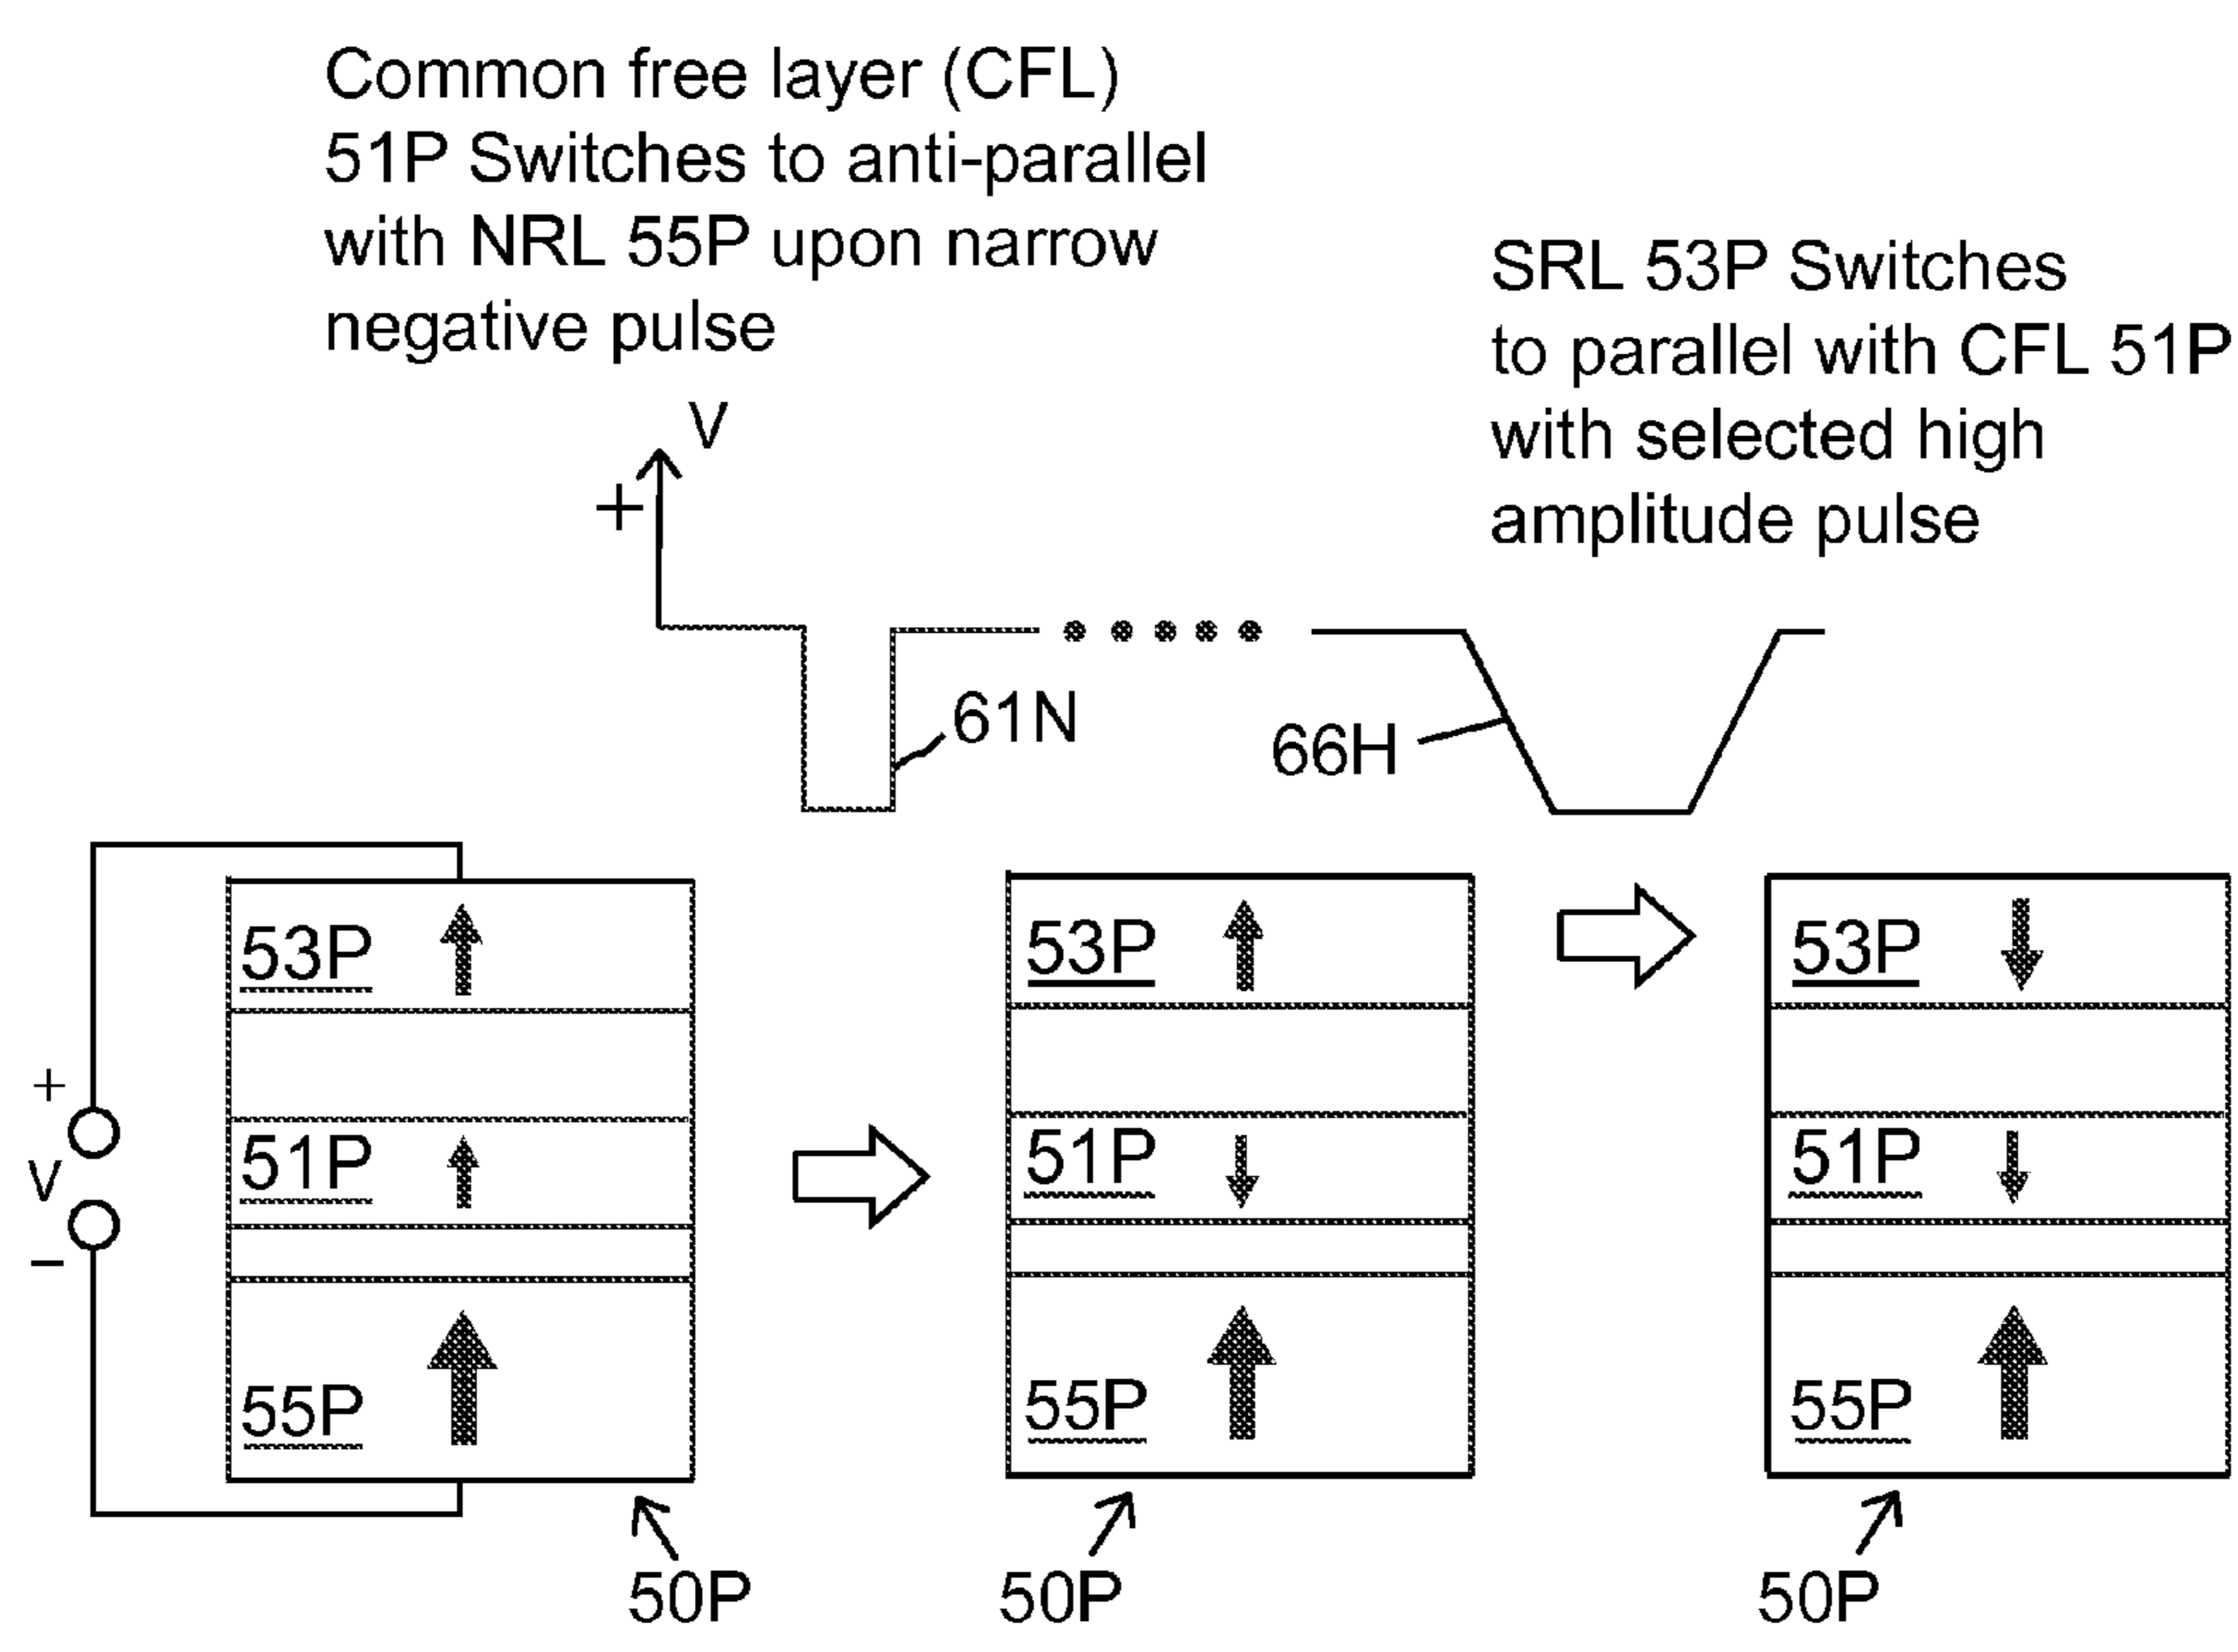 Common free layer (CFL)
51P Switches to anti-parallel
with NRL 55P upon narrow
negative pulse
SRL 53P Switches
to parallel with CFL 51P
with selected high
amplitude pulse
V
+
61N
66H
53P
53P
53P
+
V
−
51P
51P
51P
55P
55P
55P
50P
50P
50P